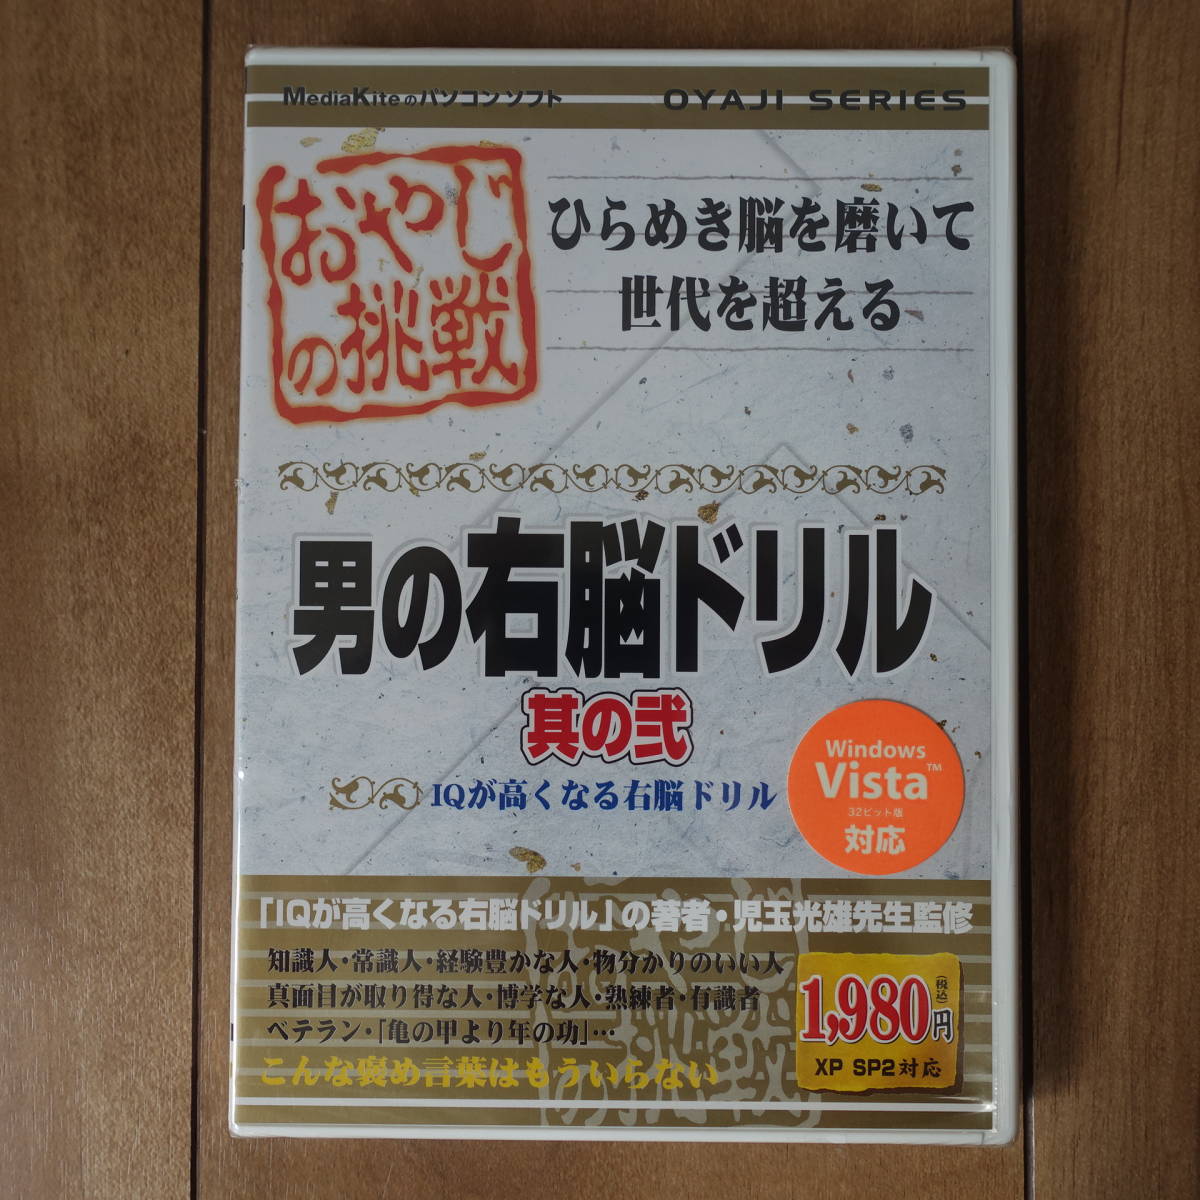 MediaKiteのパソコンソフト
OYAJI SERIES
おやじ
の挑戦
ひらめき脳を磨いて
世代を超える
男の右脳ドリル
其の弐
IQが高くなる右脳ドリル
Windows
Vista™
32ビット版
対応
「IQが高くなる右脳ドリル」の著者・児玉光雄先生監修
知識人・常識人・経験豊かな人・物分かりのいい人
真面目が取り得な人・博学な人・熟練者・有識者
ベテラン・「亀の甲より年の功」…
こんな褒め言葉はもういらない
1,980円(税込)
XP SP2対応
おやじ
の挑戦